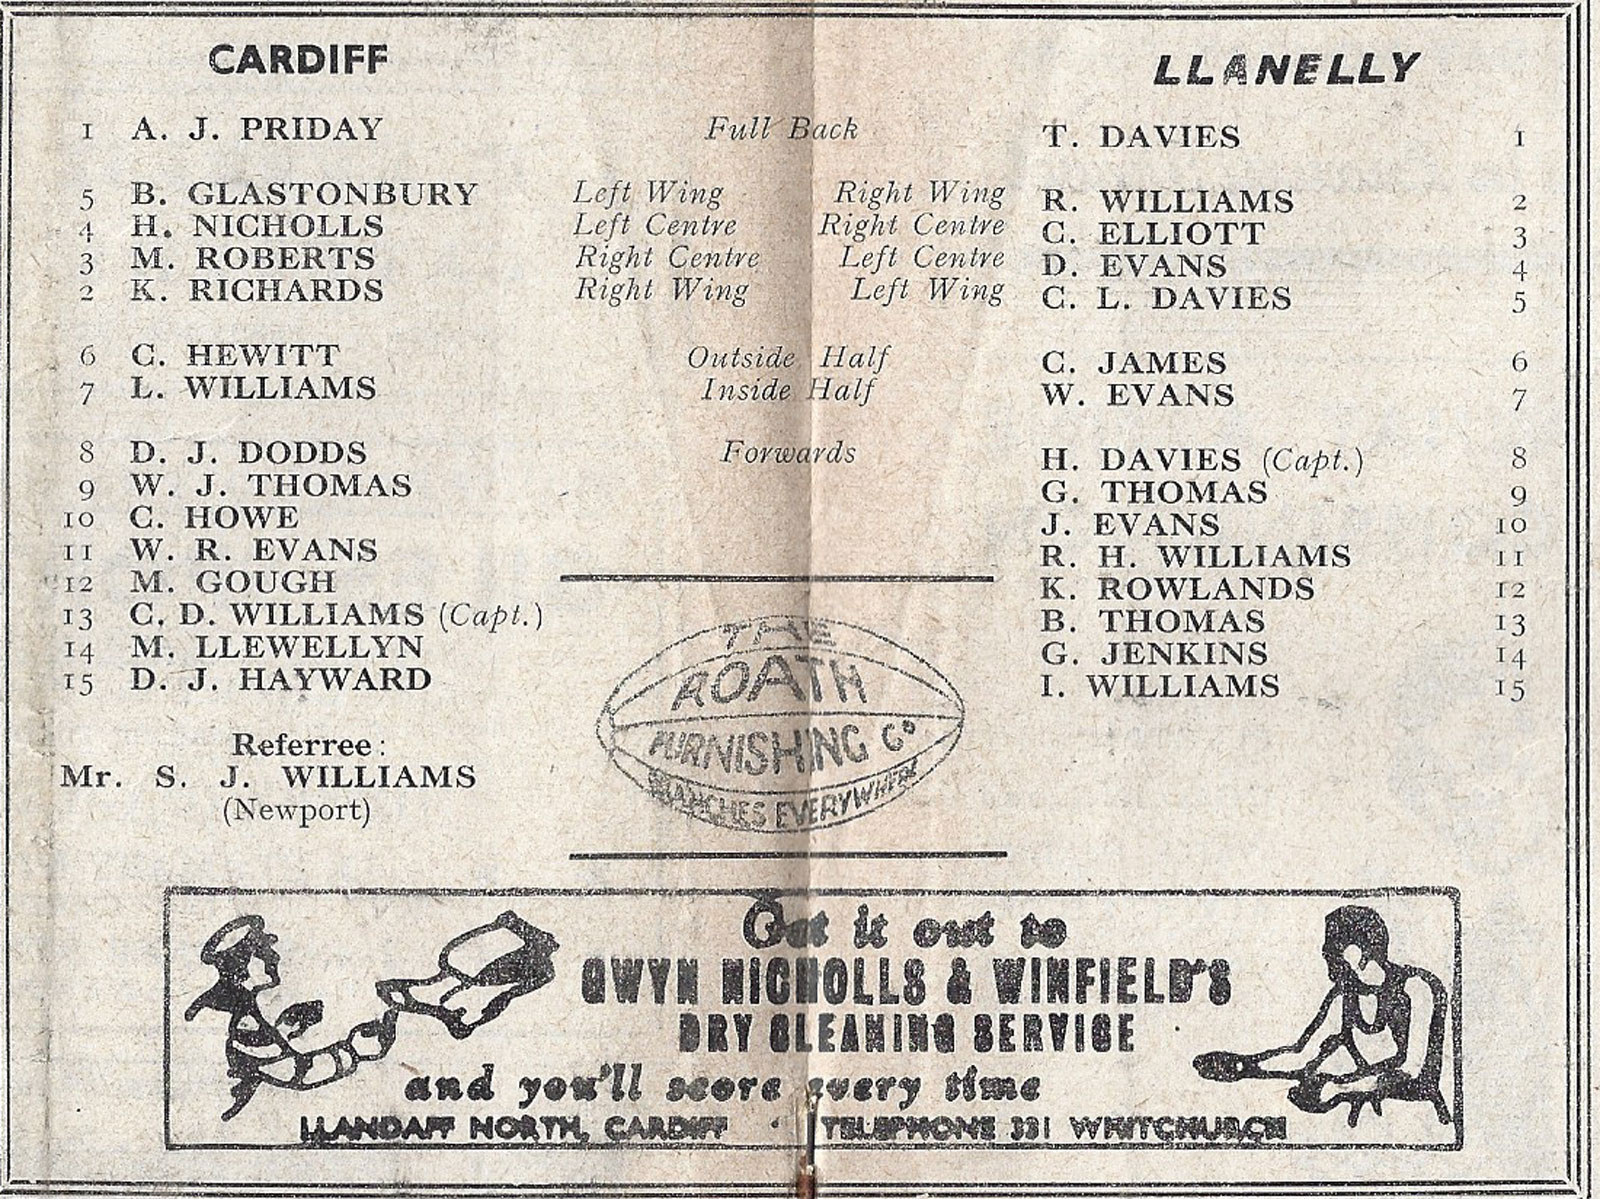 CARDIFF LLANELLY
1 A. J. PRIDAY Full Back T. DAVIES 1
5 B. GLASTONBURY Left Wing Right Wing R. WILLIAMS 2
4 H. NICHOLLS Left Centre Right Centre C. ELLIOTT 3
3 M. ROBERTS Right Centre Left Centre D. EVANS 4
2 K. RICHARDS Right Wing Left Wing C. L. DAVIES 5
6 C. HEWITT Outside Half C. JAMES 6
7 L. WILLIAMS Inside Half W. EVANS 7
8 D. J. DODDS Forwards H. DAVIES (Capt.) 8
9 W. J. THOMAS G. THOMAS 9
10 C. HOWE J. EVANS 10
11 W. R. EVANS R. H. WILLIAMS 11
12 M. GOUGH K. ROWLANDS 12
13 C. D. WILLIAMS (Capt.) B. THOMAS 13
14 M. LLEWELLYN G. JENKINS 14
15 D. J. HAYWARD I. WILLIAMS 15
Referree:
Mr. S. J. WILLIAMS
(Newport)
THE
ROATH
FURNISHING Co.
BRANCHES EVERYWHERE
Get it out to
GWYN NICHOLLS & WINFIELD'S
DRY CLEANING SERVICE
and you'll score every time
LLANDAFF NORTH, CARDIFF · TELEPHONE 331 WHITCHURCH